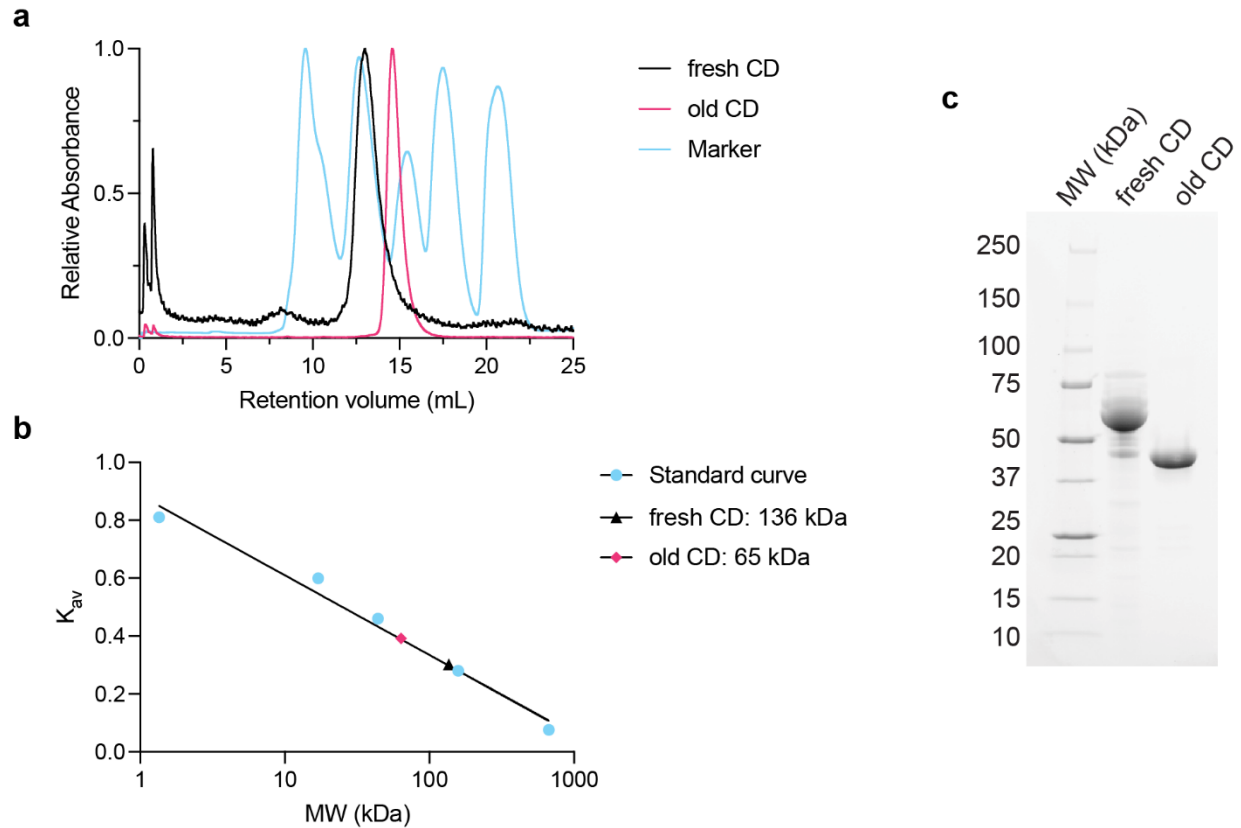 a
1.0
0.5
0.0
Relative Absorbance
0 5 10 15 20 25
Retention volume (mL)
fresh CD
old CD
Marker
b
1.0
0.8
0.6
0.4
0.2
0.0
Kav
1 10 100 1000
MW (kDa)
Standard curve
fresh CD: 136 kDa
old CD: 65 kDa
c
MW (kDa)
fresh CD
old CD
250
150
100
75
50
37
25
20
15
10